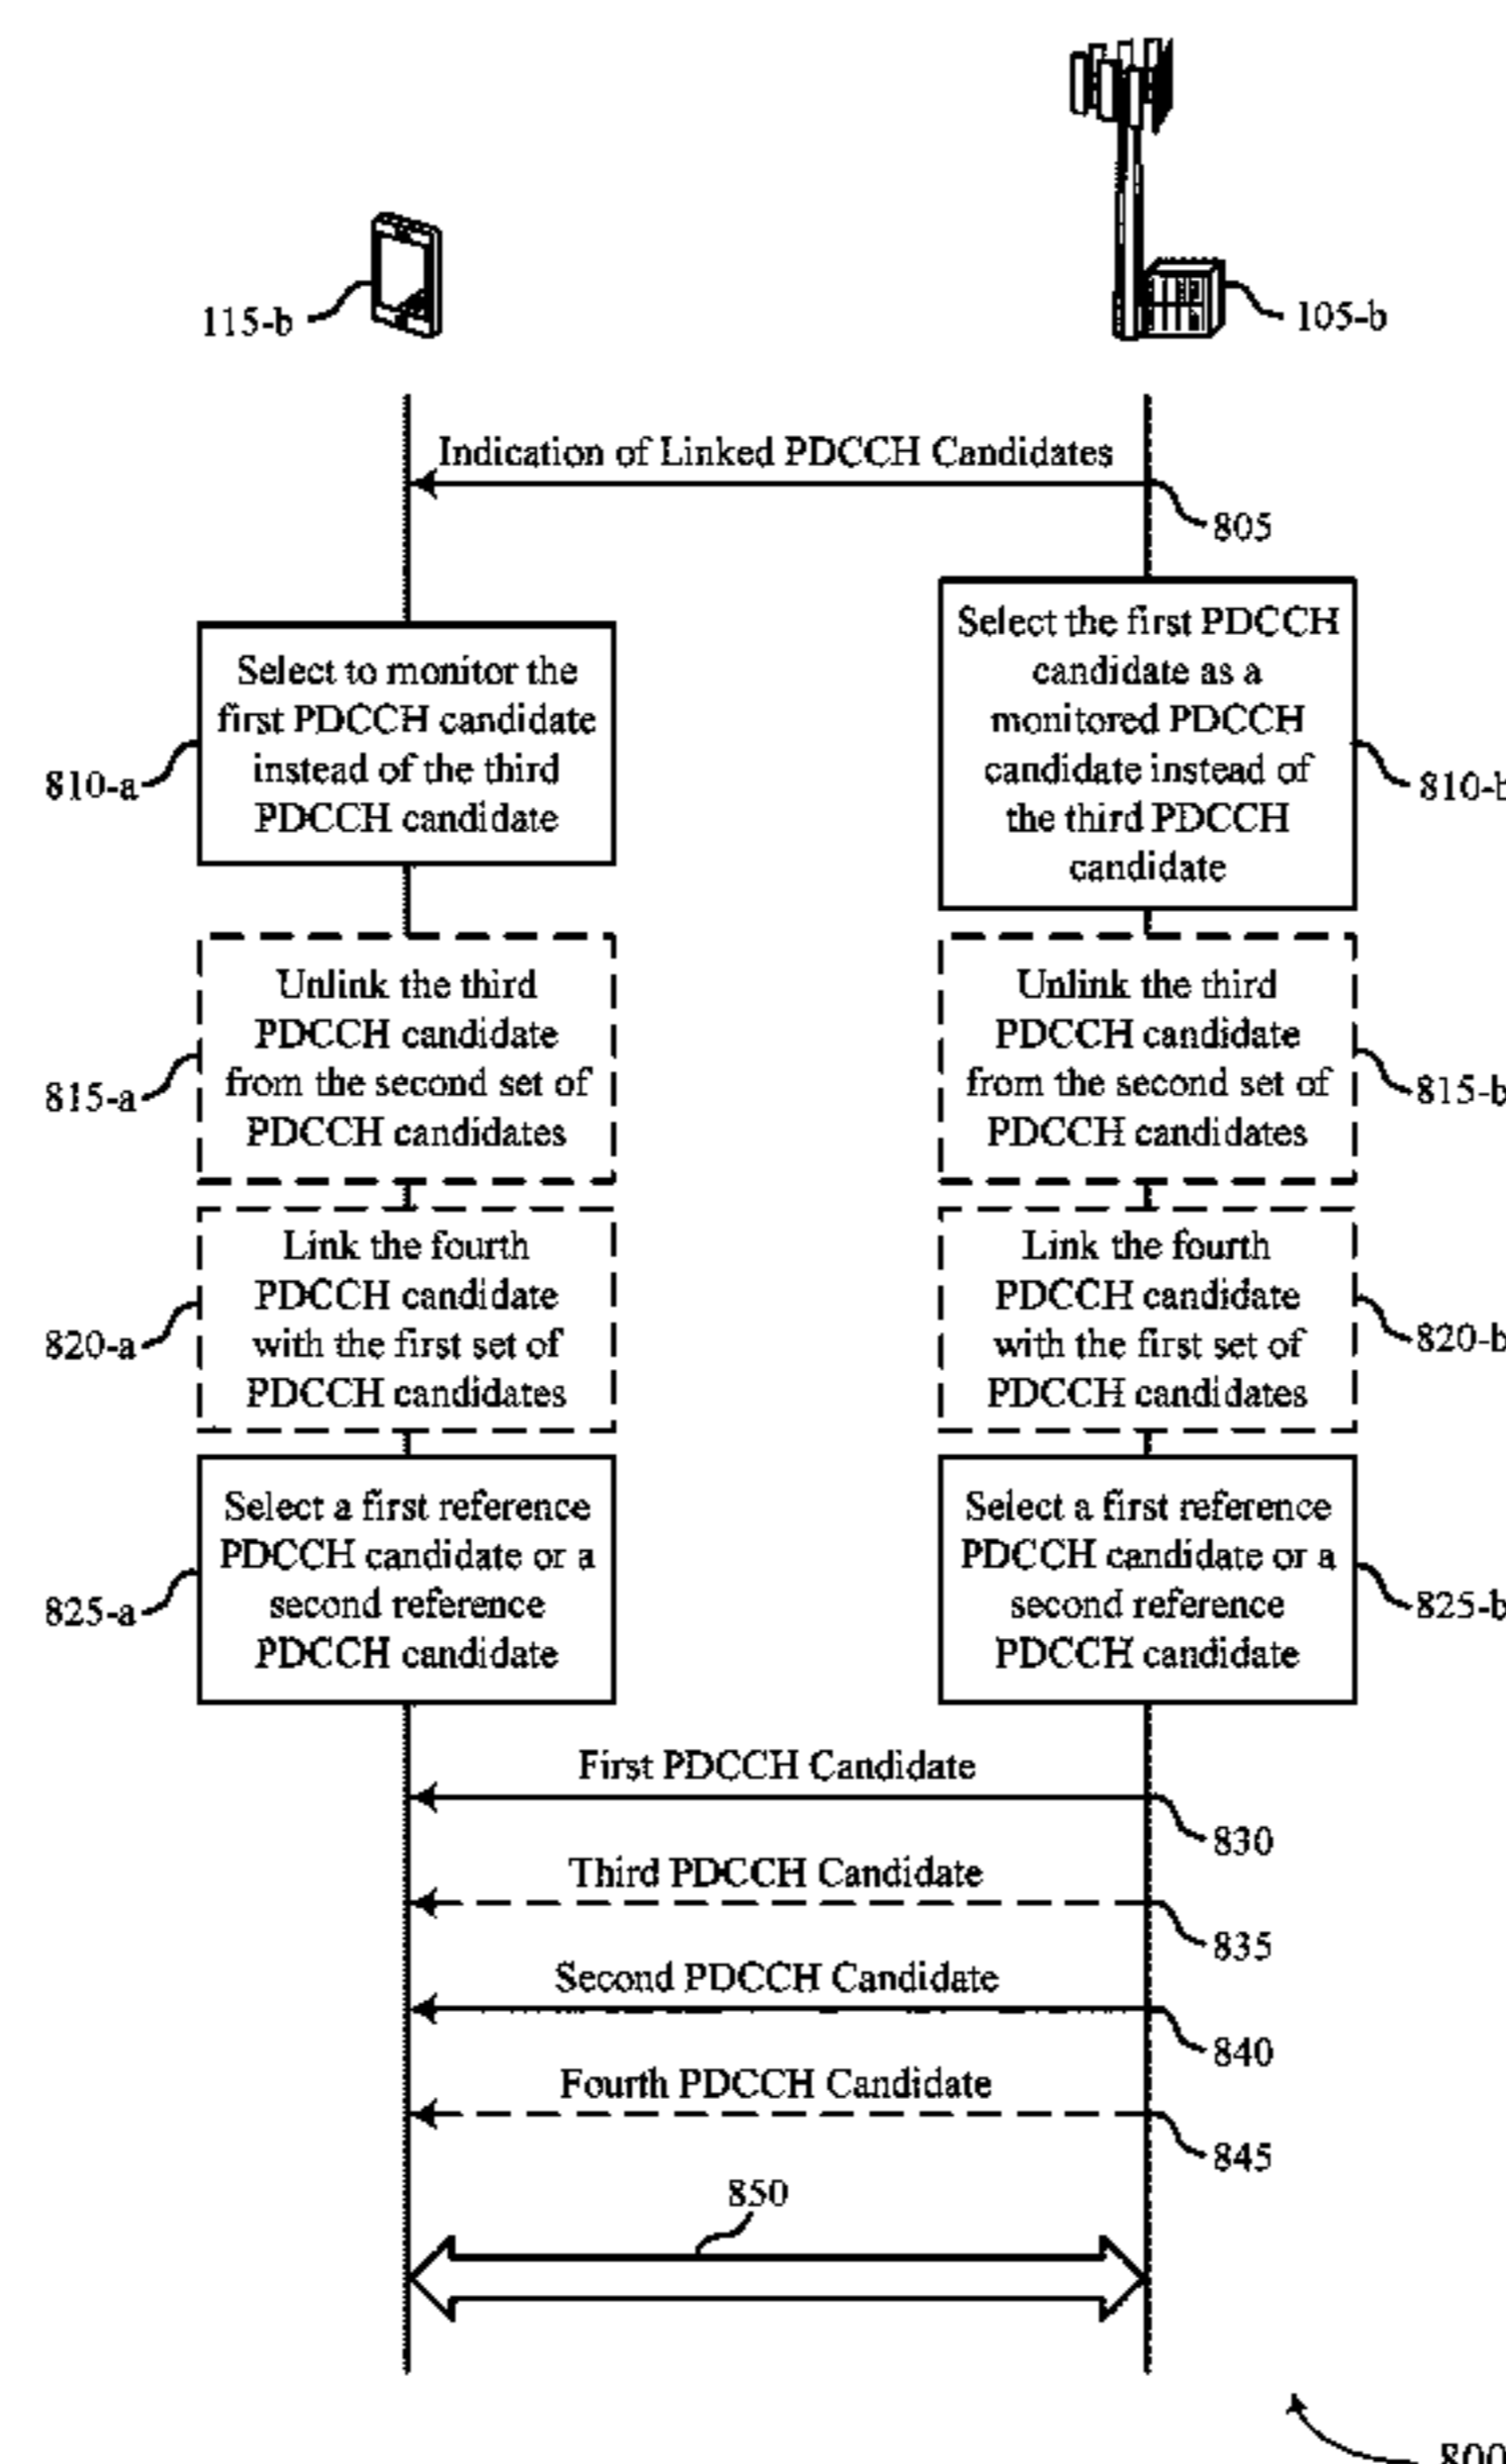 115-b
105-b
Indication of Linked PDCCH Candidates
805
Select to monitor the
first PDCCH candidate
instead of the third
PDCCH candidate
810-a
Select the first PDCCH
candidate as a
monitored PDCCH
candidate instead of
the third PDCCH
candidate
810-b
Unlink the third
PDCCH candidate
from the second set of
PDCCH candidates
815-a
Unlink the third
PDCCH candidate
from the second set of
PDCCH candidates
815-b
Link the fourth
PDCCH candidate
with the first set of
PDCCH candidates
820-a
Link the fourth
PDCCH candidate
with the first set of
PDCCH candidates
820-b
Select a first reference
PDCCH candidate or a
second reference
PDCCH candidate
825-a
Select a first reference
PDCCH candidate or a
second reference
PDCCH candidate
825-b
First PDCCH Candidate
830
Third PDCCH Candidate
835
Second PDCCH Candidate
840
Fourth PDCCH Candidate
845
850
800